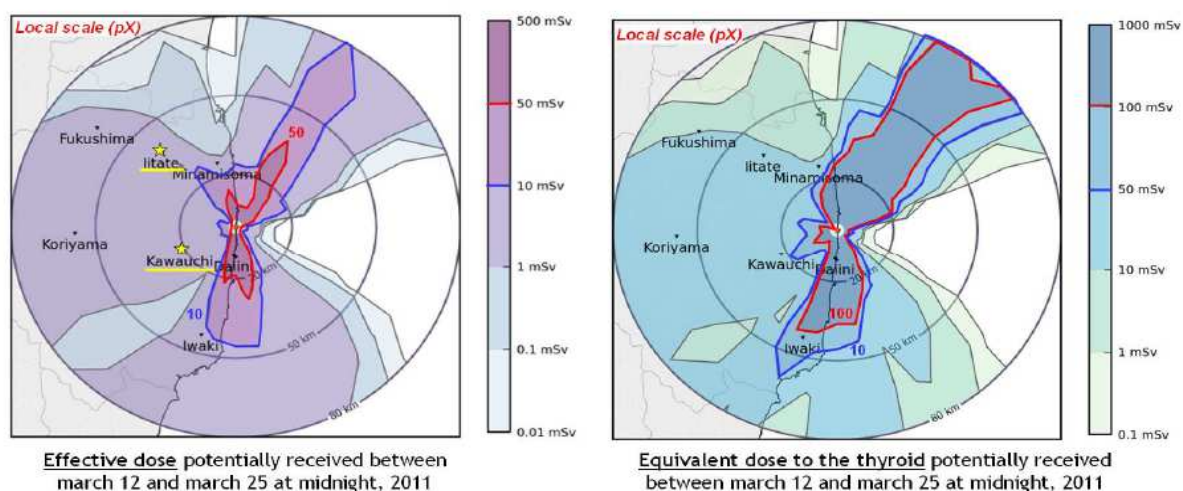 Local scale (pX)
Fukushima
Iitate
Minamisoma
Koriyama
Kawauchi
Daini
Iwaki
50
10
20 km
50 km
80 km
500 mSv
50 mSv
10 mSv
1 mSv
0.1 mSv
0.01 mSv
Effective dose potentially received between
march 12 and march 25 at midnight, 2011
Local scale (pX)
Fukushima
Iitate
Minamisoma
Koriyama
Kawauchi
Daini
Iwaki
100
10
20 km
50 km
80 km
1000 mSv
100 mSv
50 mSv
10 mSv
1 mSv
0.1 mSv
Equivalent dose to the thyroid potentially received
between march 12 and march 25 at midnight, 2011